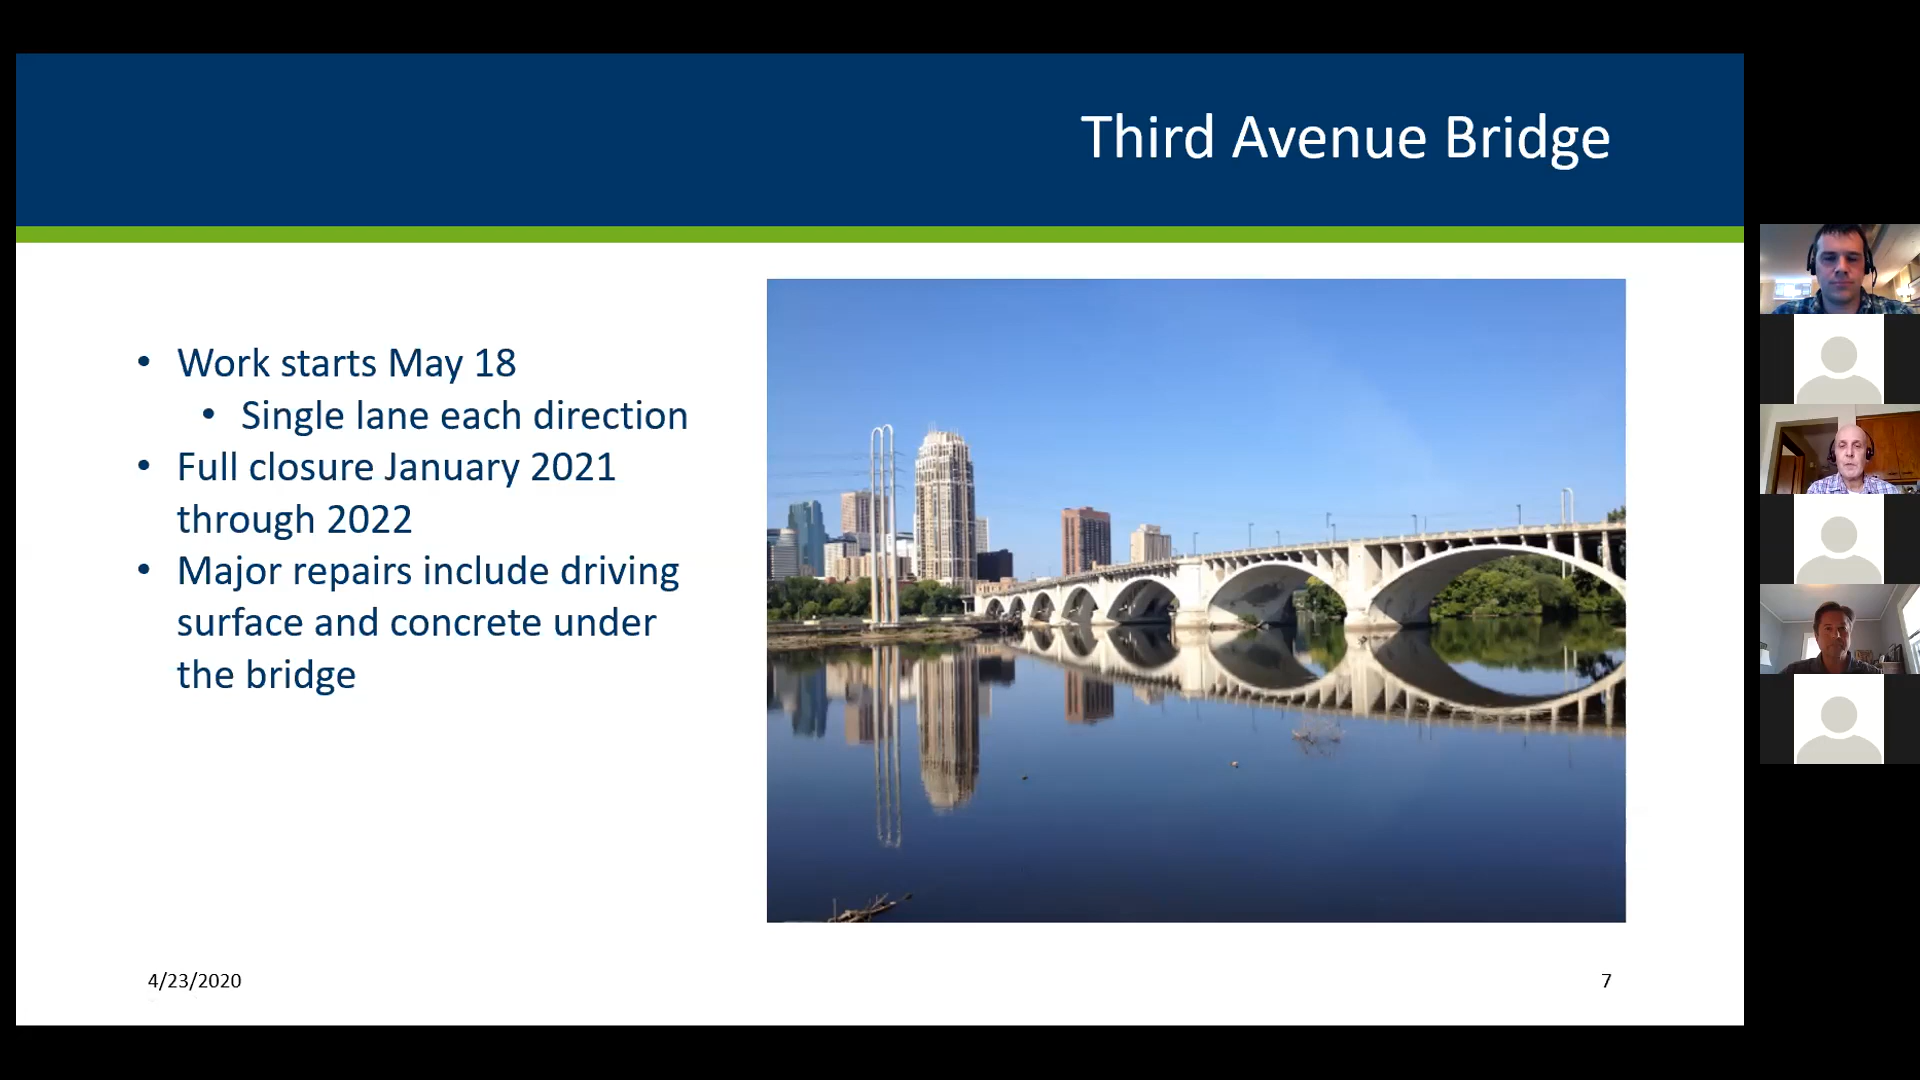 Third Avenue Bridge
• Work starts May 18
• Single lane each direction
• Full closure January 2021
through 2022
• Major repairs include driving
surface and concrete under
the bridge
4/23/2020
7